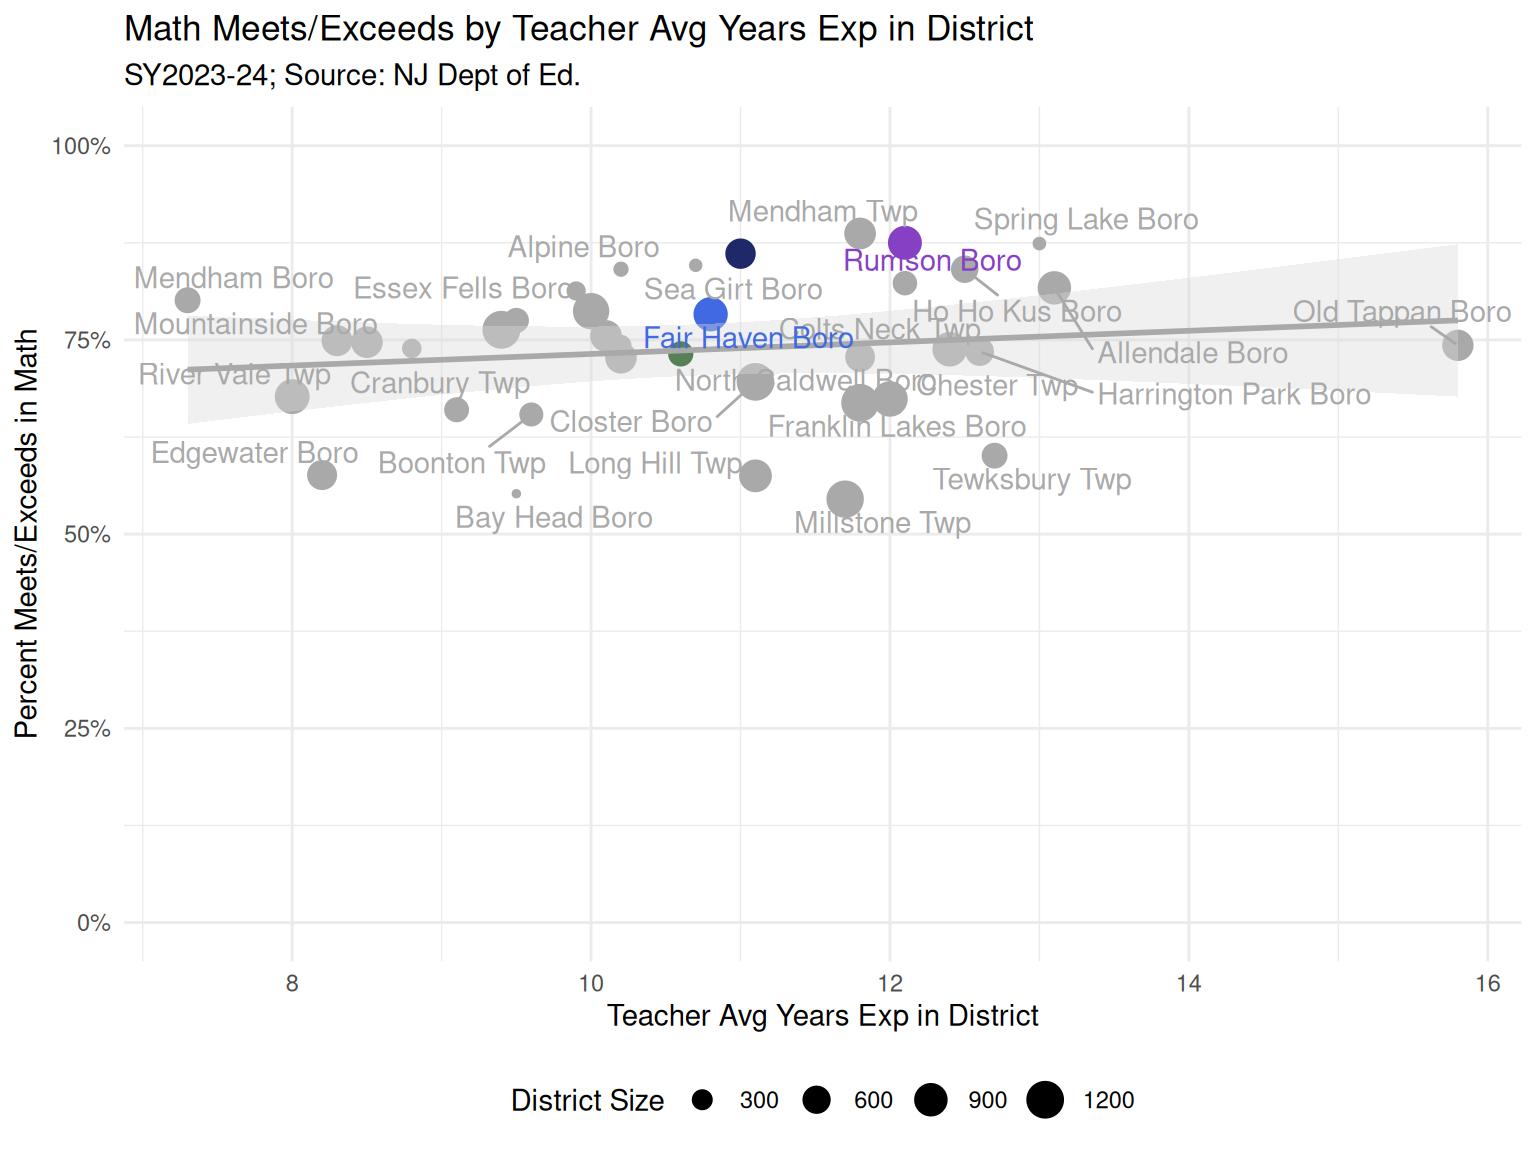 Math Meets/Exceeds by Teacher Avg Years Exp in District
SY2023-24; Source: NJ Dept of Ed.
Percent Meets/Exceeds in Math
100%
75%
50%
25%
0%
Mendham Twp
Spring Lake Boro
Alpine Boro
Rumson Boro
Mendham Boro
Essex Fells Boro
Sea Girt Boro
Ho Ho Kus Boro
Old Tappan Boro
Mountainside Boro
Colts Neck Twp
Fair Haven Boro
Allendale Boro
River Vale Twp
Cranbury Twp
North Caldwell Boro
Chester Twp
Harrington Park Boro
Closter Boro
Franklin Lakes Boro
Edgewater Boro
Boonton Twp
Long Hill Twp
Tewksbury Twp
Bay Head Boro
Millstone Twp
8
10
12
14
16
Teacher Avg Years Exp in District
District Size
300
600
900
1200